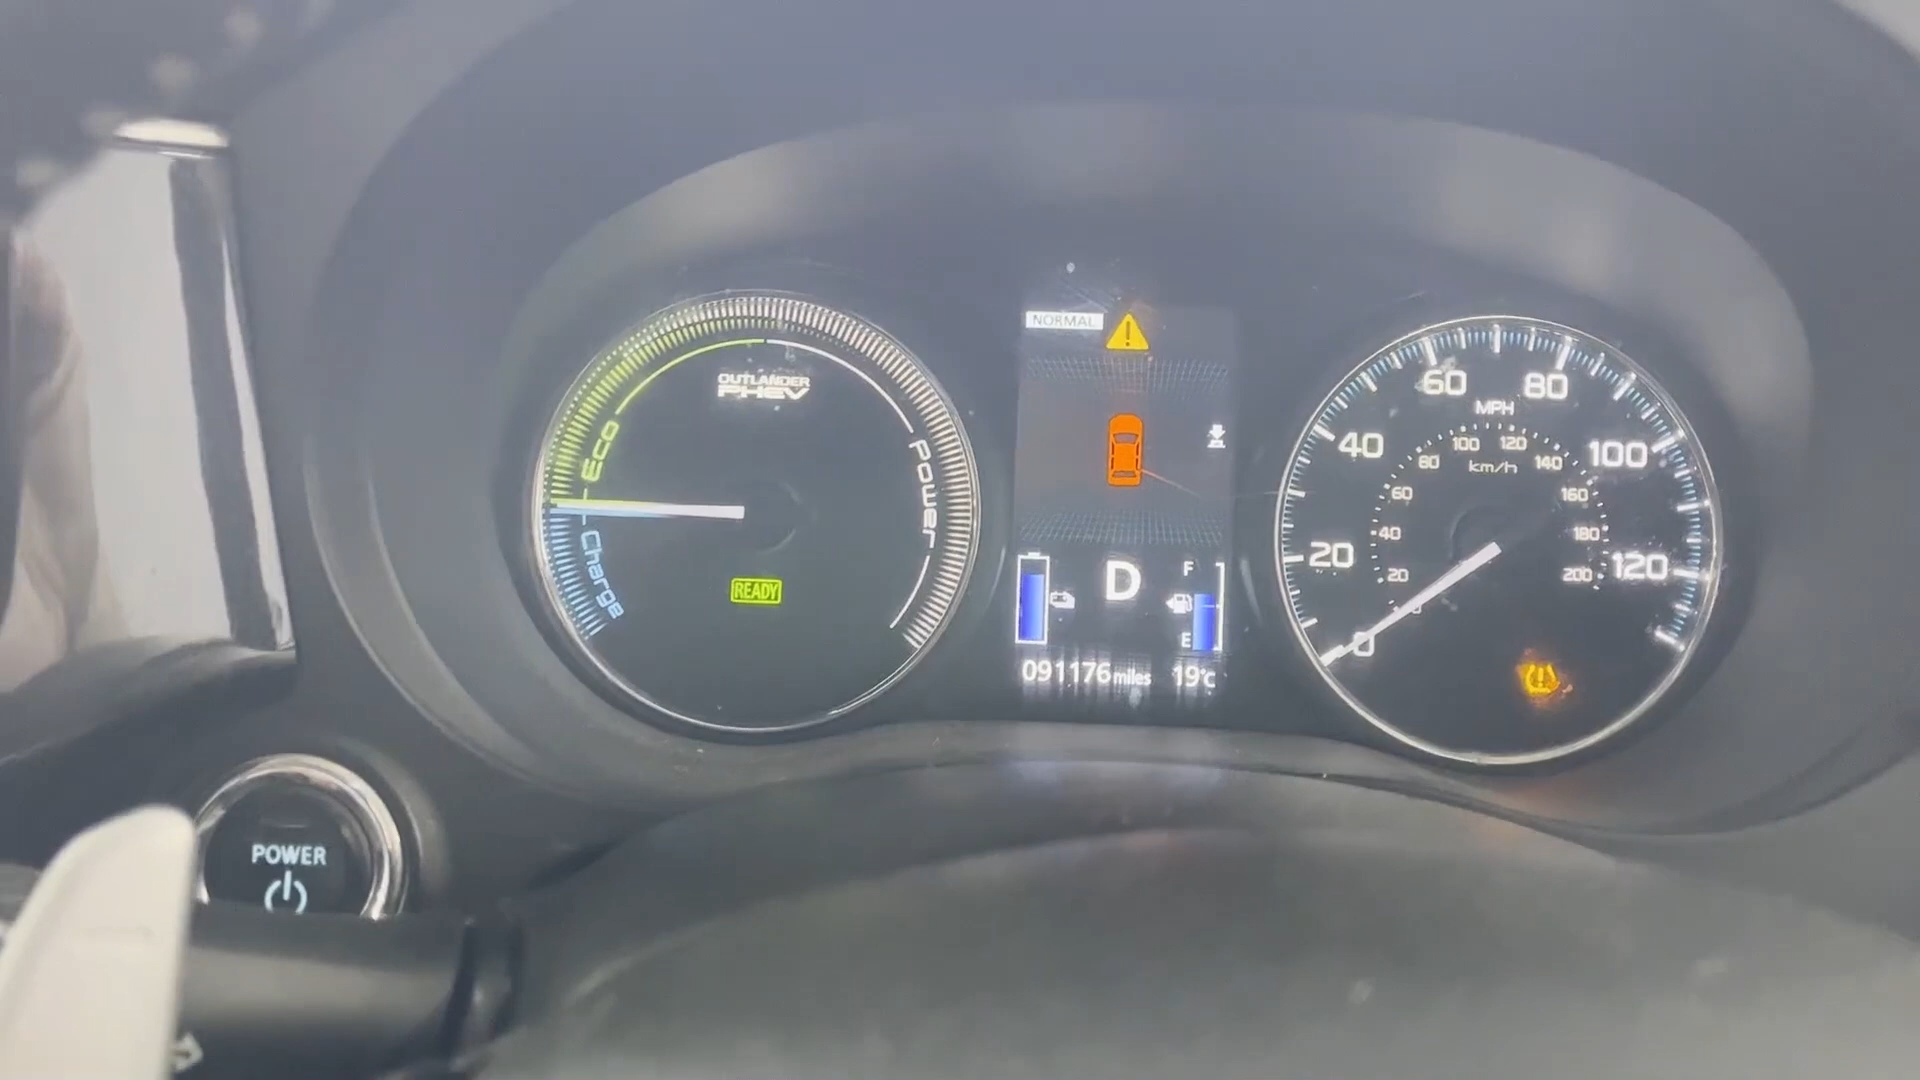 OUTLANDER
PHEV
Eco
Charge
Power
READY
NORMAL
D
F
E
091176 miles
19°C
0
20
40
60
80
100
120
MPH
km/h
20
40
60
80
100
120
140
160
180
200
POWER